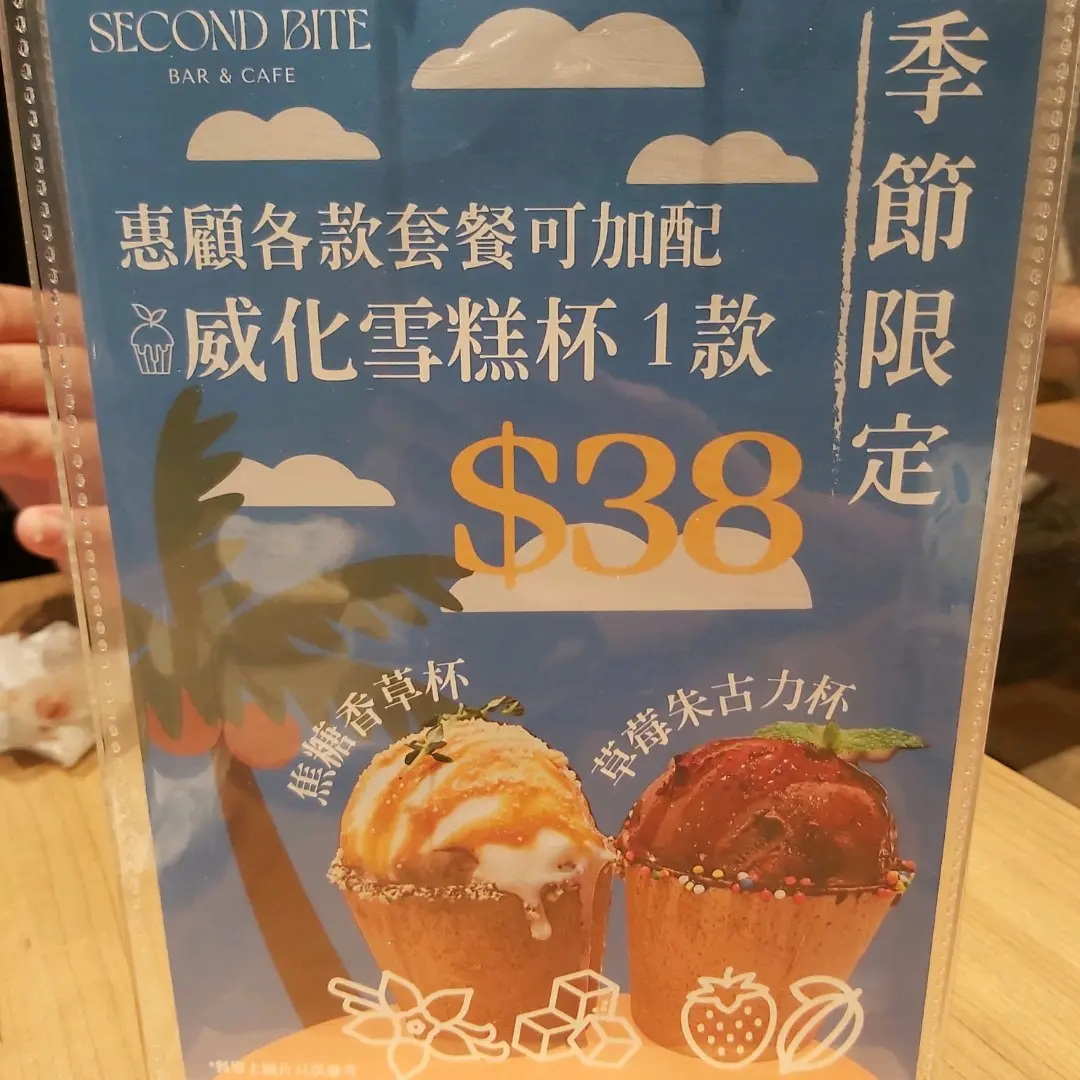 SECOND BITE
BAR & CAFE
季節限定
惠顧各款套餐可加配
威化雪糕杯1款
$38
焦糖香草杯
草莓朱古力杯